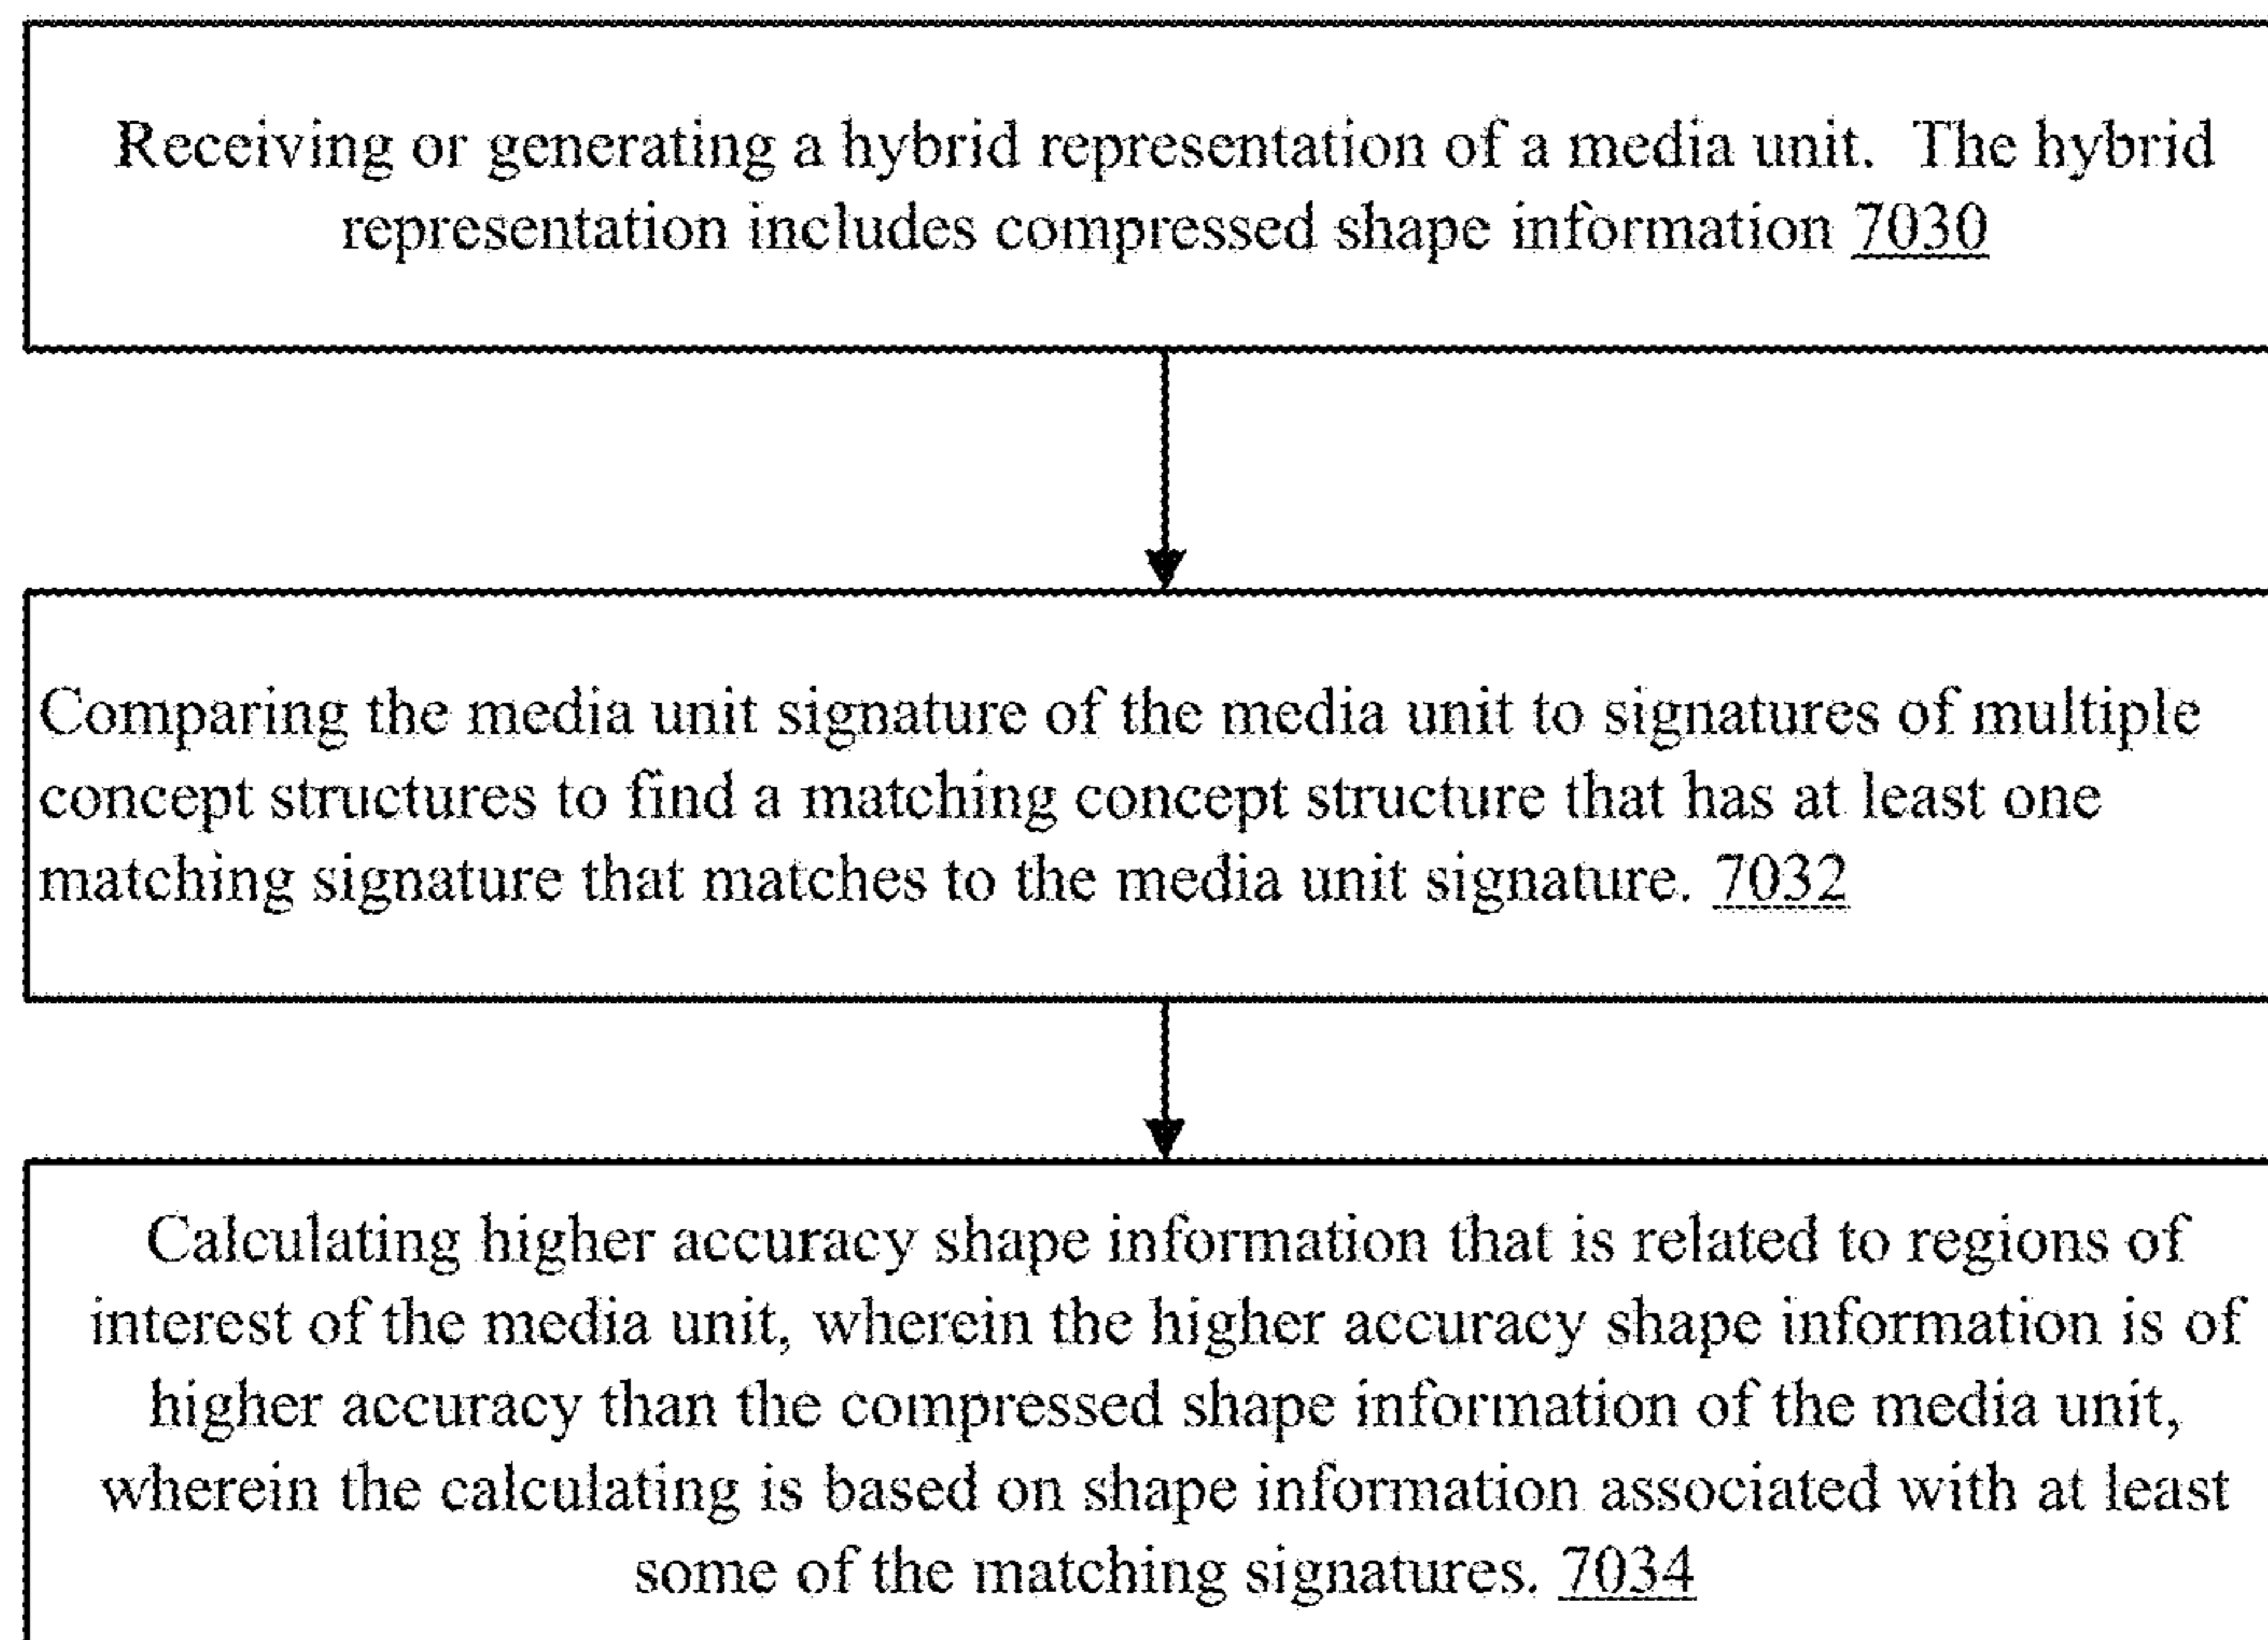 Receiving or generating a hybrid representation of a media unit. The hybrid
representation includes compressed shape information 7030
Comparing the media unit signature of the media unit to signatures of multiple
concept structures to find a matching concept structure that has at least one
matching signature that matches to the media unit signature. 7032
Calculating higher accuracy shape information that is related to regions of
interest of the media unit, wherein the higher accuracy shape information is of
higher accuracy than the compressed shape information of the media unit,
wherein the calculating is based on shape information associated with at least
some of the matching signatures. 7034